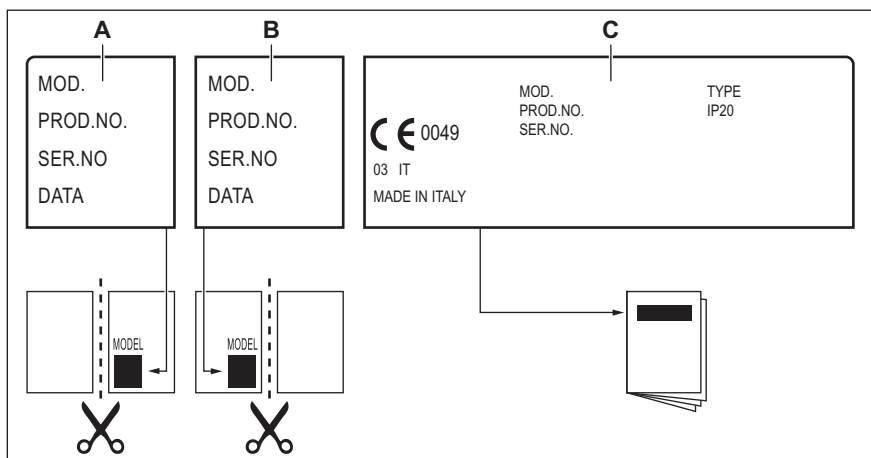 A
B
C
MOD.
PROD.NO.
SER.NO
DATA
MOD.
PROD.NO.
SER.NO
DATA
MOD.
PROD.NO.
SER.NO.
TYPE
IP20
CE 0049
03 IT
MADE IN ITALY
MODEL
MODEL